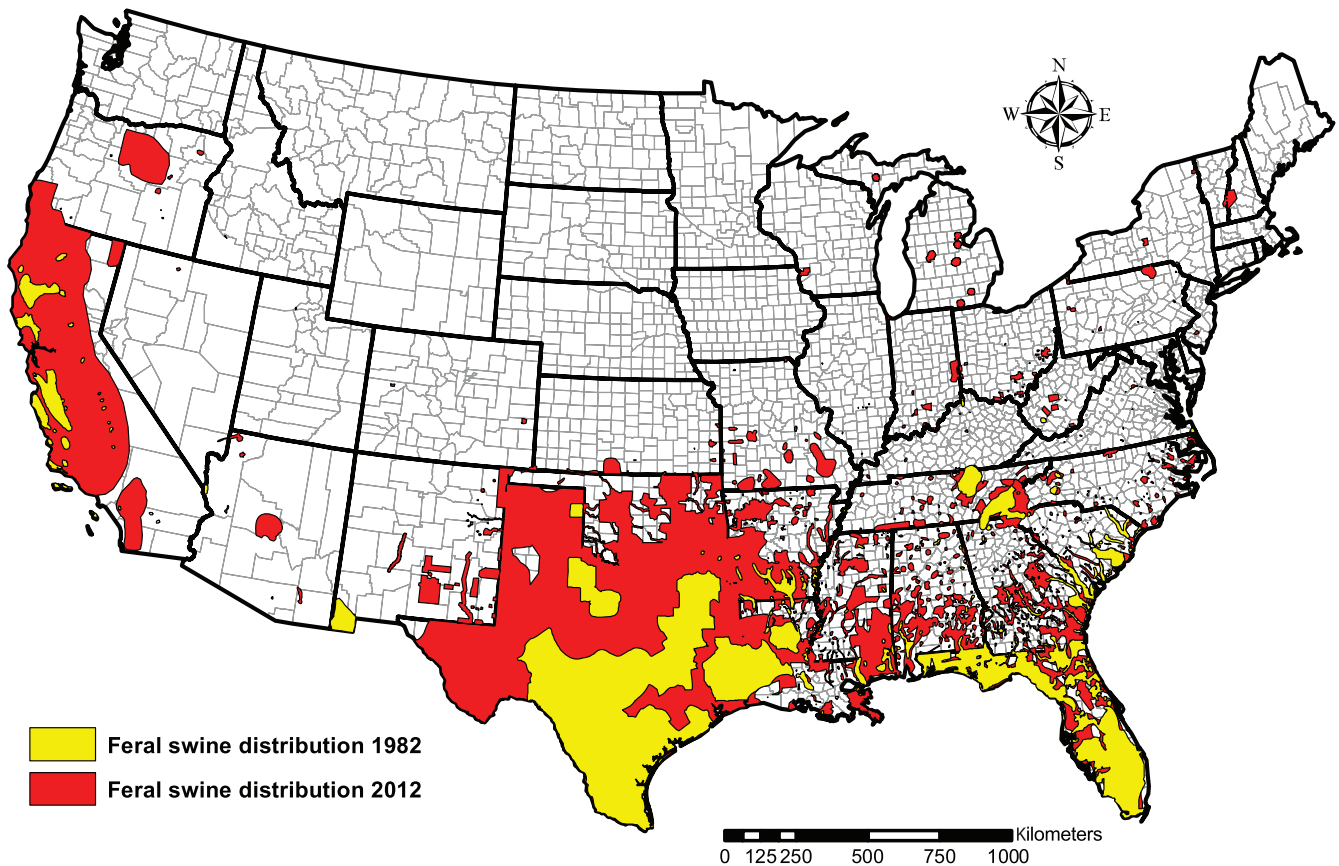 N
W E
S
Feral swine distribution 1982
Feral swine distribution 2012
Kilometers
0 125 250 500 750 1000